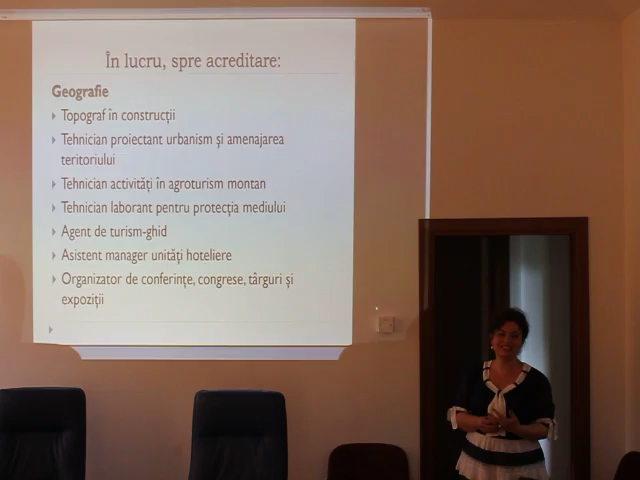 În lucru, spre acreditare:
Geografie
Topograf în construcții
Tehnician proiectant urbanism și amenajarea
teritoriului
Tehnician activități în agroturism montan
Tehnician laborant pentru protecția mediului
Agent de turism-ghid
Asistent manager unități hoteliere
Organizator de conferințe, congrese, târguri și
expoziții